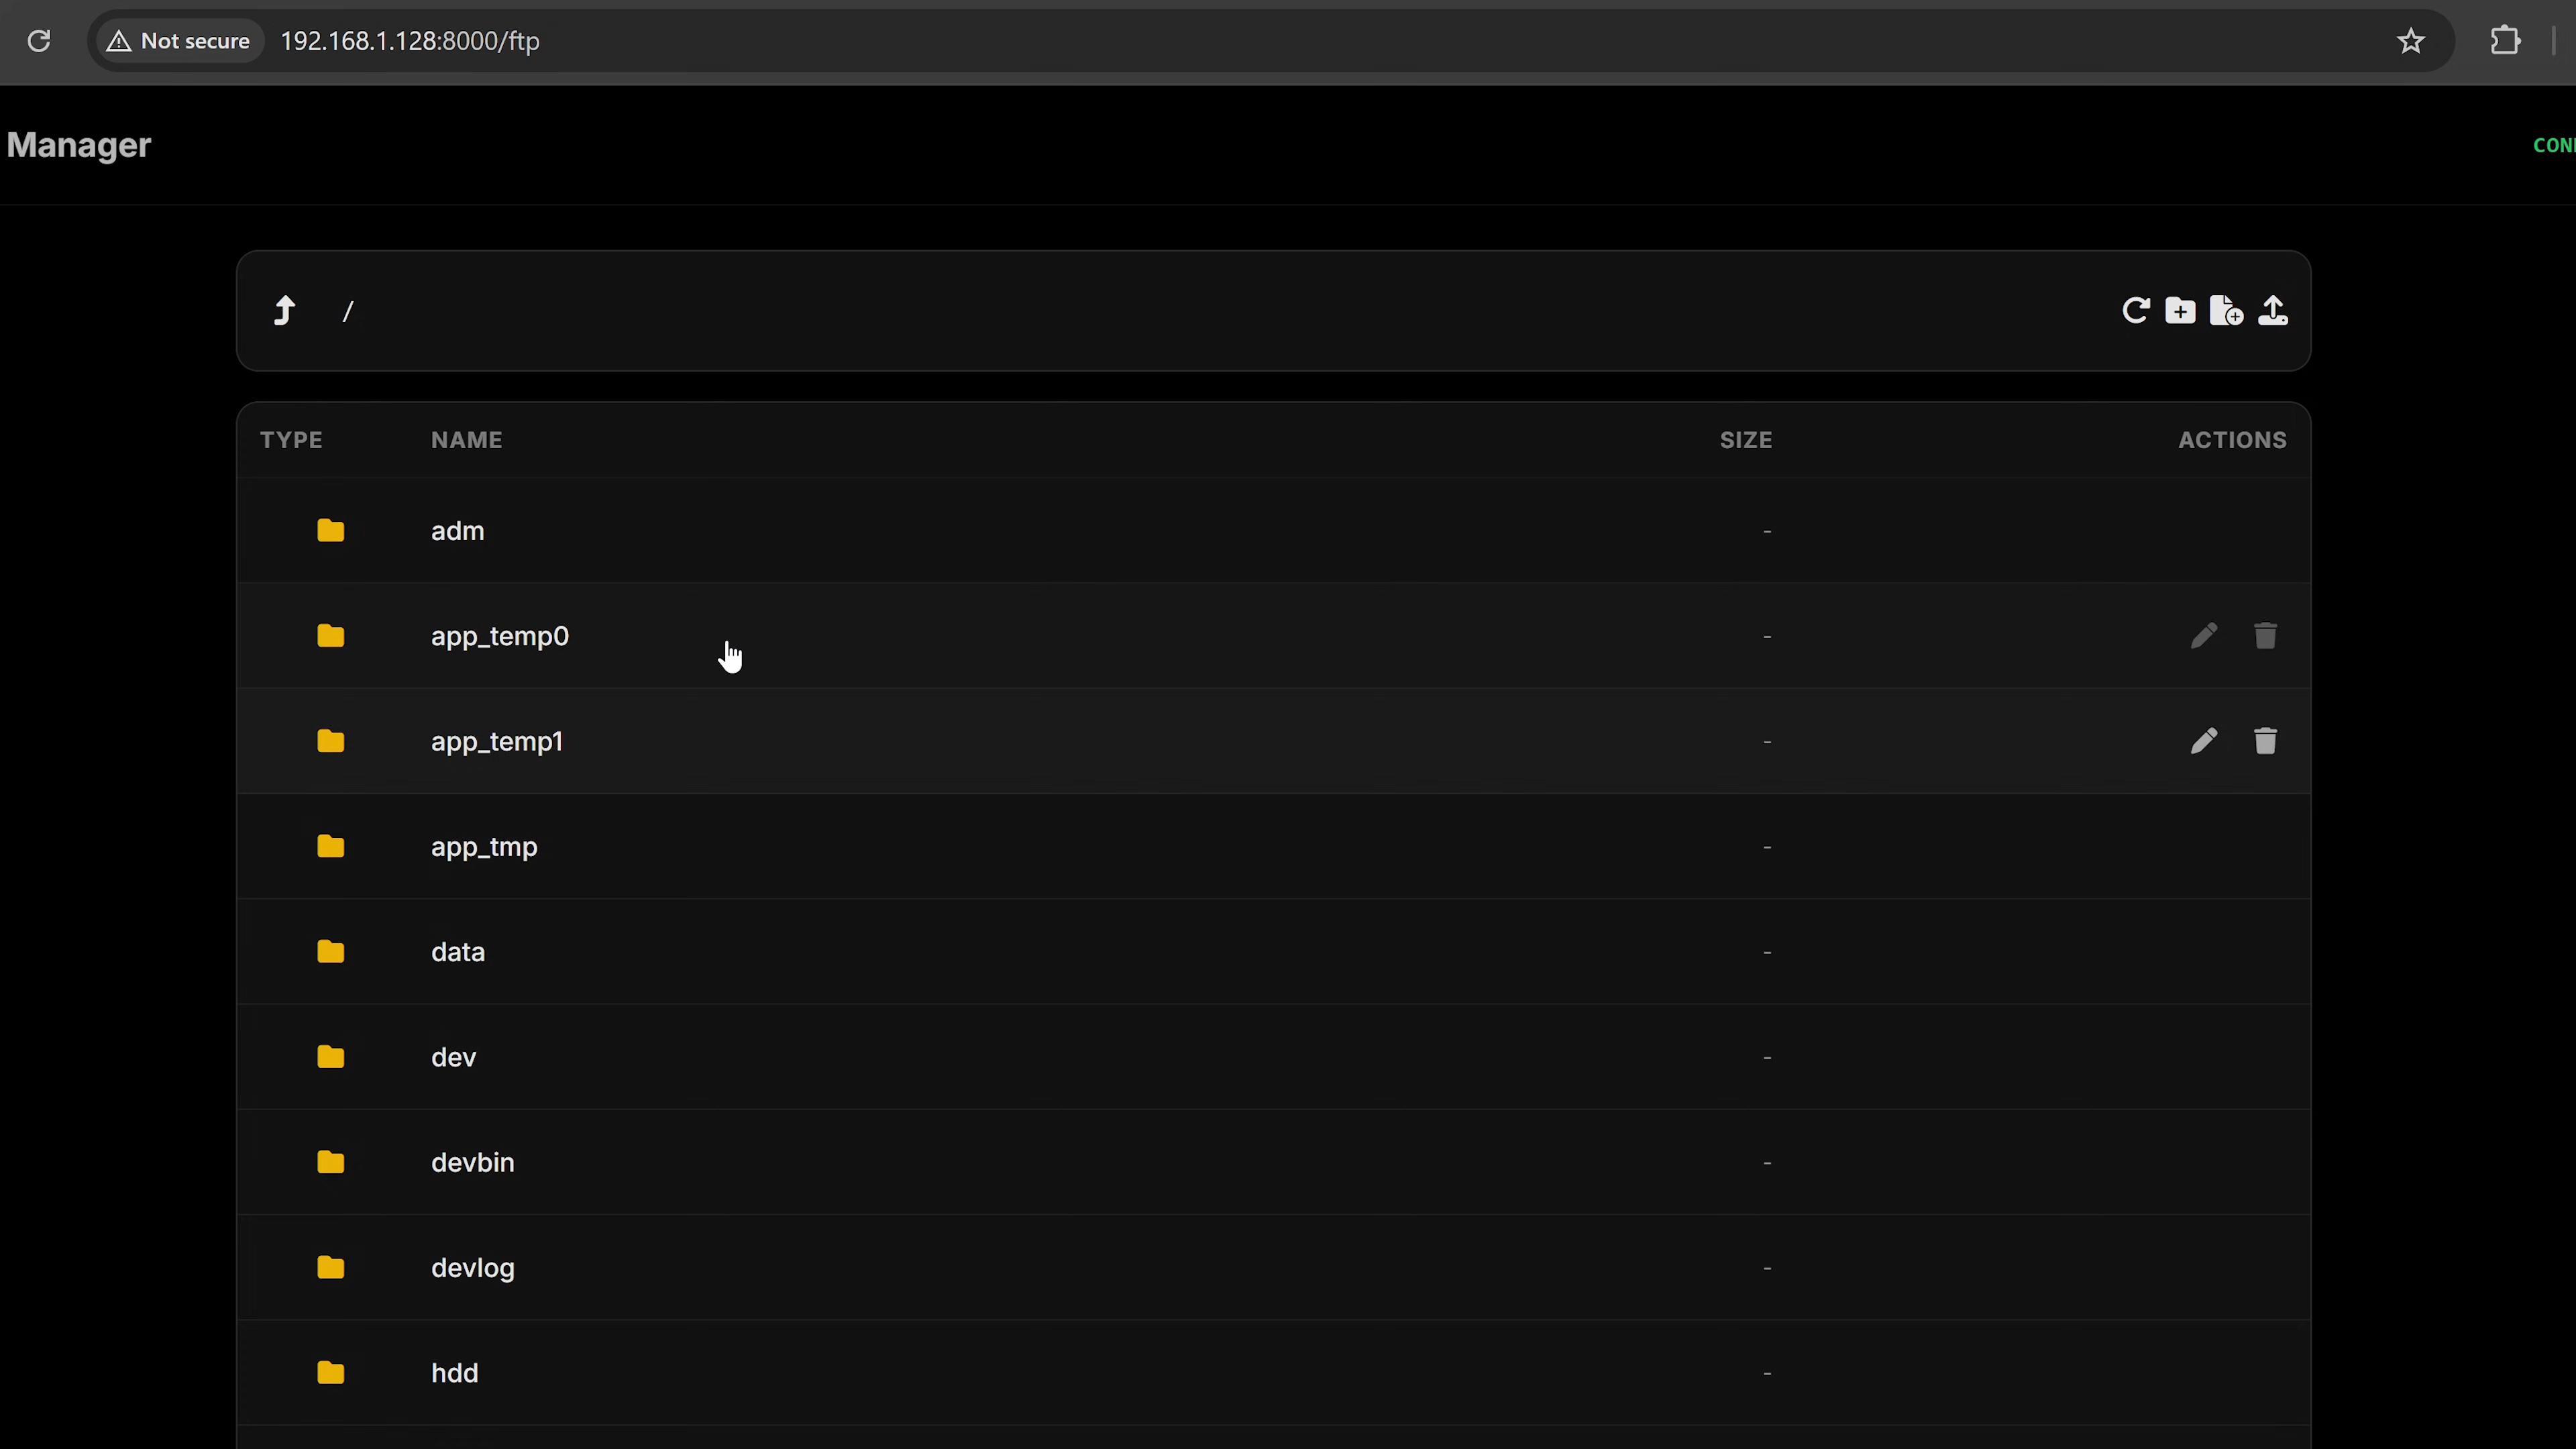 Not secure 192.168.1.128:8000/ftp
Manager
/
TYPE NAME SIZE ACTIONS
adm -
app_temp0 -
app_temp1 -
app_tmp -
data -
dev -
devbin -
devlog -
hdd -